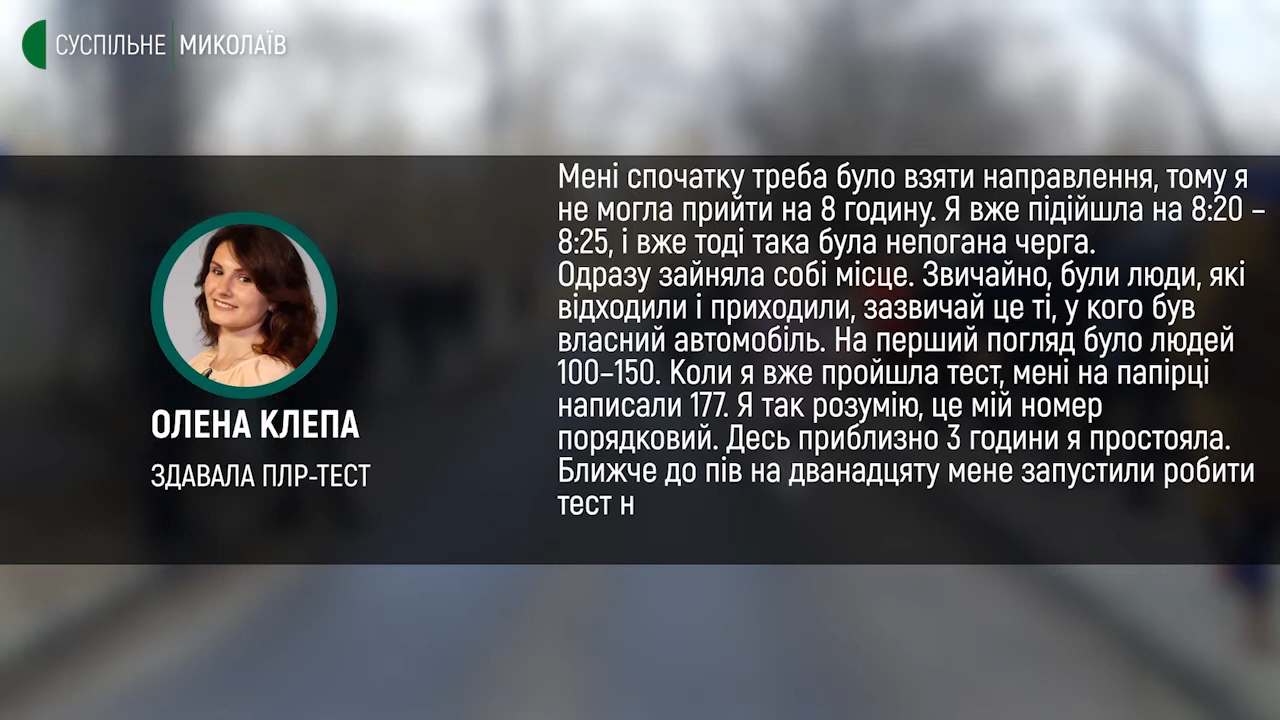 СУСПІЛЬНЕ МИКОЛАЇВ
Мені спочатку треба було взяти направлення, тому я
не могла прийти на 8 годину. Я вже підійшла на 8:20 –
8:25, і вже тоді така була непогана черга.
Одразу зайняла собі місце. Звичайно, були люди, які
відходили і приходили, зазвичай це ті, у кого був
власний автомобіль. На перший погляд було людей
100–150. Коли я вже пройшла тест, мені на папірці
написали 177. Я так розумію, це мій номер
порядковий. Десь приблизно 3 години я простояла.
Ближче до пів на дванадцяту мене запустили робити
тест н
ОЛЕНА КЛЕПА
ЗДАВАЛА ПЛР-ТЕСТ